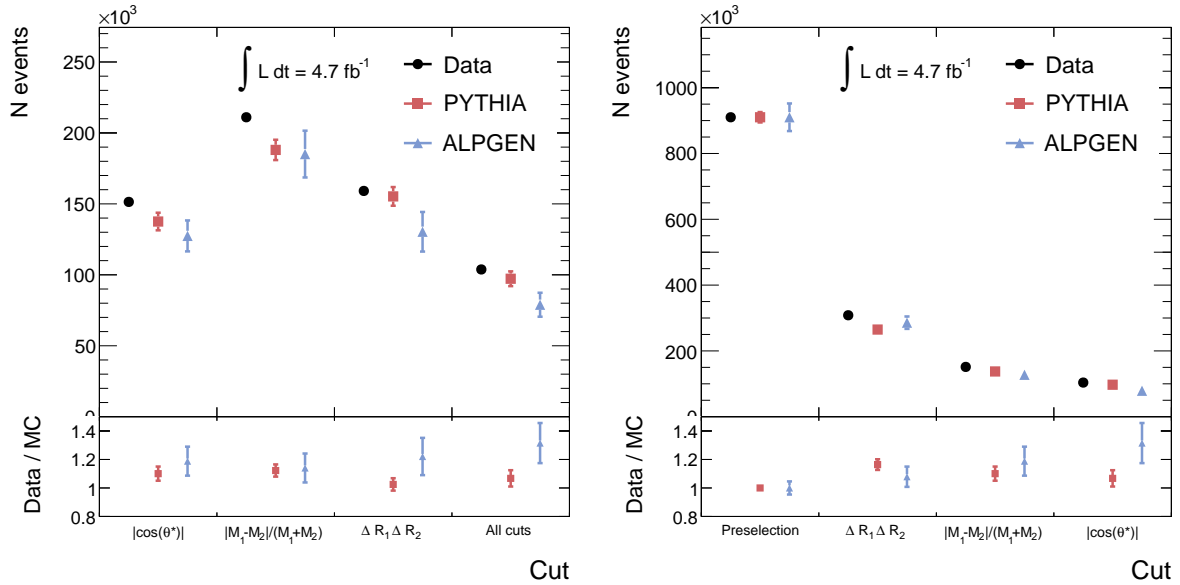 ×10³
N events
250
200
150
100
50
0
∫ L dt = 4.7 fb⁻¹
Data
PYTHIA
ALPGEN
Data / MC
1.4
1.2
1
0.8
|cos(θ*)|
|M₁-M₂|/(M₁+M₂)
Δ R₁ Δ R₂
All cuts
Cut
×10³
N events
1000
800
600
400
200
0
∫ L dt = 4.7 fb⁻¹
Data
PYTHIA
ALPGEN
Data / MC
1.4
1.2
1
0.8
Preselection
Δ R₁ Δ R₂
|M₁-M₂|/(M₁+M₂)
|cos(θ*)|
Cut